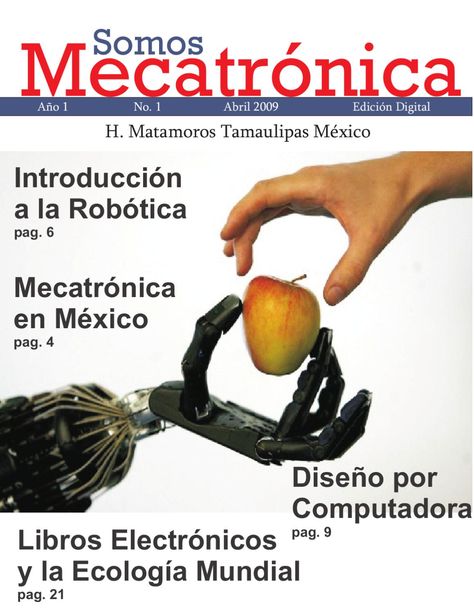 Somos
Mecatrónica
Año 1 No. 1 Abril 2009 Edición Digital
H. Matamoros Tamaulipas México
Introducción
a la Robótica
pag. 6
Mecatrónica
en México
pag. 4
Diseño por
Computadora
pag. 9
Libros Electrónicos
y la Ecología Mundial
pag. 21